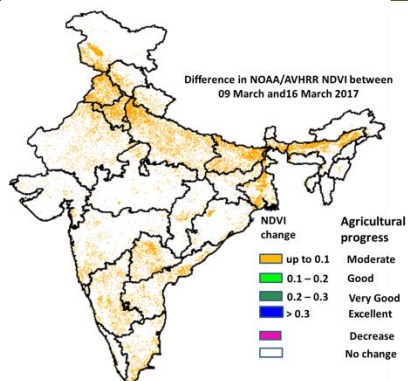 Difference in NOAA/AVHRR NDVI between
09 March and16 March 2017
NDVI change Agricultural progress
up to 0.1 Moderate
0.1 – 0.2 Good
0.2 – 0.3 Very Good
> 0.3 Excellent
Decrease
No change